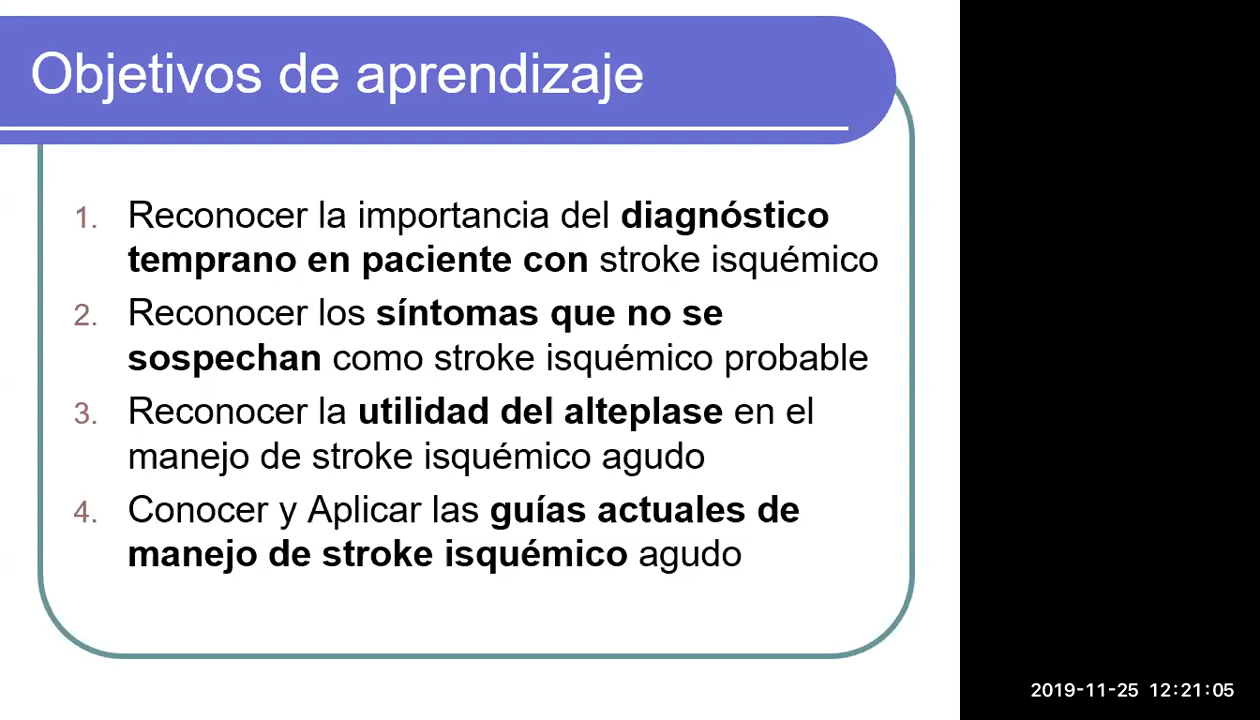 Objetivos de aprendizaje
1. Reconocer la importancia del diagnóstico
temprano en paciente con stroke isquémico
2. Reconocer los síntomas que no se
sospechan como stroke isquémico probable
3. Reconocer la utilidad del alteplase en el
manejo de stroke isquémico agudo
4. Conocer y Aplicar las guías actuales de
manejo de stroke isquémico agudo
2019-11-25 12:21:05